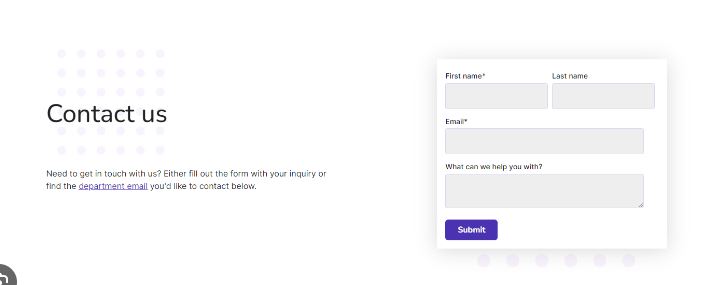 Contact us
Need to get in touch with us? Either fill out the form with your inquiry or
find the department email you'd like to contact below.
First name*
Last name
Email*
What can we help you with?
Submit